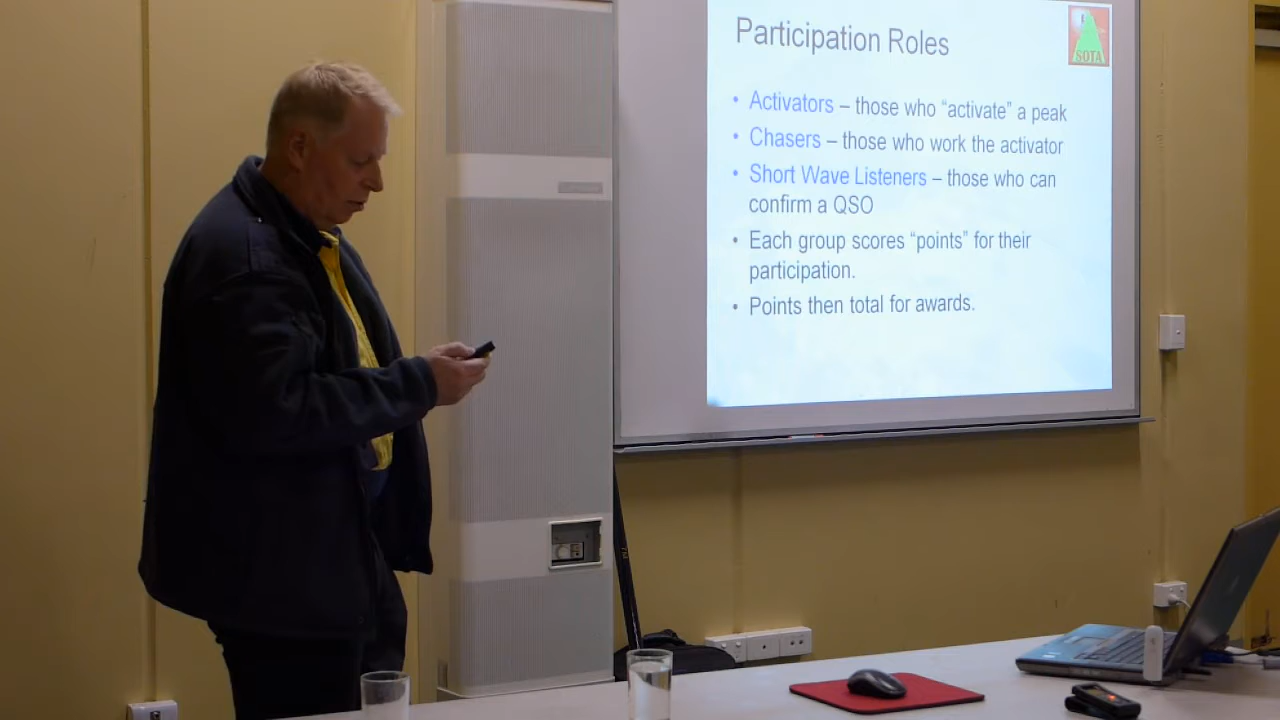 Participation Roles
SOTA
• Activators – those who “activate” a peak
• Chasers – those who work the activator
• Short Wave Listeners – those who can
confirm a QSO
• Each group scores “points” for their
participation.
• Points then total for awards.